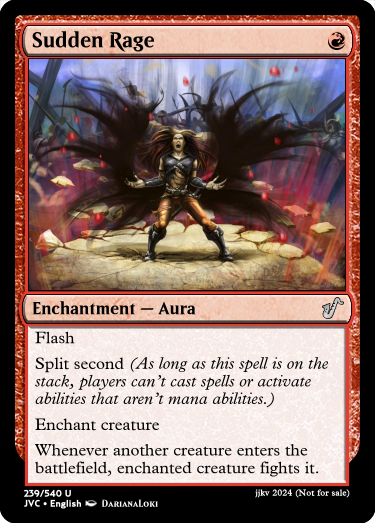 Sudden Rage
Enchantment — Aura
Flash
Split second (As long as this spell is on the
stack, players can't cast spells or activate
abilities that aren't mana abilities.)
Enchant creature
Whenever another creature enters the
battlefield, enchanted creature fights it.
239/540 U
jjkv 2024 (Not for sale)
JVC • English DarianaLoki